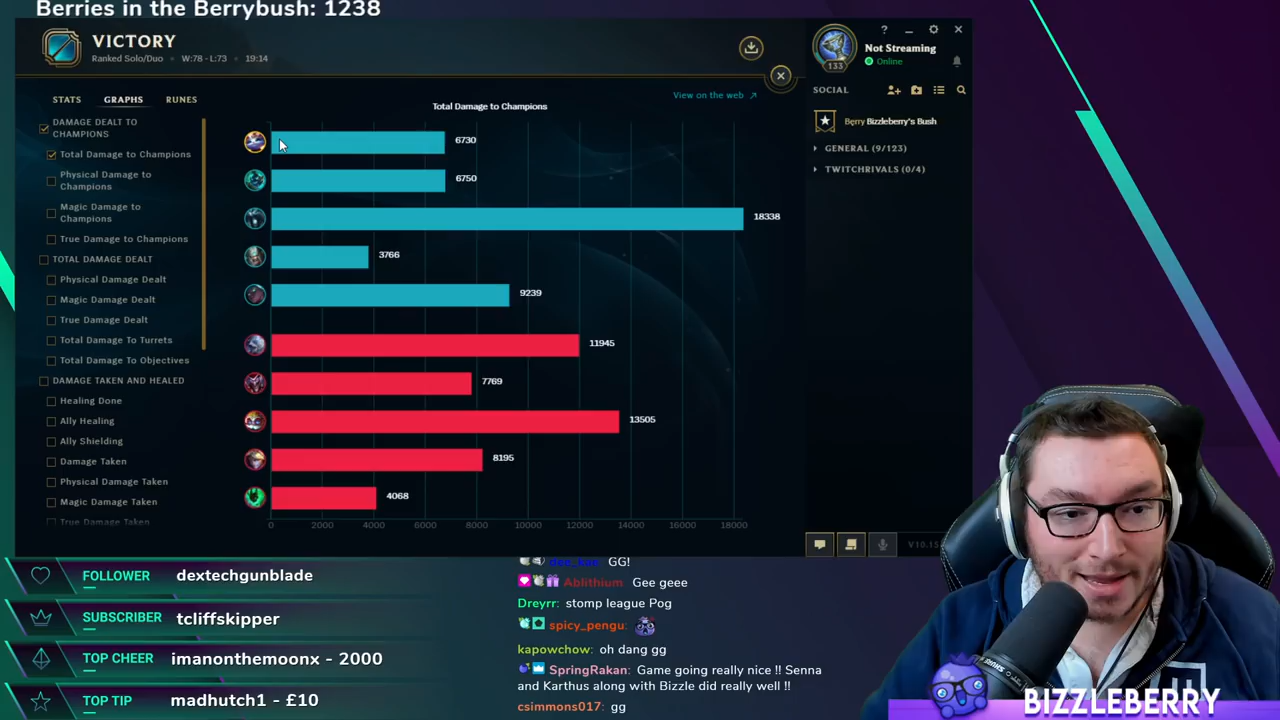 Berries in the Berrybush: 1238
VICTORY
Ranked Solo/Duo • W:78 - L:73 • 19:14
STATS
GRAPHS
RUNES
View on the web
Total Damage to Champions
DAMAGE DEALT TO
CHAMPIONS
Total Damage to Champions
Physical Damage to
Champions
Magic Damage to
Champions
True Damage to Champions
TOTAL DAMAGE DEALT
Physical Damage Dealt
Magic Damage Dealt
True Damage Dealt
Total Damage To Turrets
Total Damage To Objectives
DAMAGE TAKEN AND HEALED
Healing Done
Ally Healing
Ally Shielding
Damage Taken
Physical Damage Taken
Magic Damage Taken
True Damage Taken
6730
6750
18338
3766
9239
11945
7769
13505
8195
4068
0 2000 4000 6000 8000 10000 12000 14000 16000 18000
?
133
Not Streaming
Online
SOCIAL
Berry Bizzleberry's Bush
GENERAL (9/123)
TWITCHRIVALS (0/4)
V10.15
FOLLOWER dextechgunblade
SUBSCRIBER tcliffskipper
TOP CHEER imanonthemoonx - 2000
TOP TIP madhutch1 - £10
GG!
Ablithium Gee geee
Dreyrr: stomp league Pog
spicy_pengu:
kapowchow: oh dang gg
SpringRakan: Game going really nice !! Senna
and Karthus along with Bizzle did really well !!
csimmons017: gg
SHURE
BIZZLEBERRY